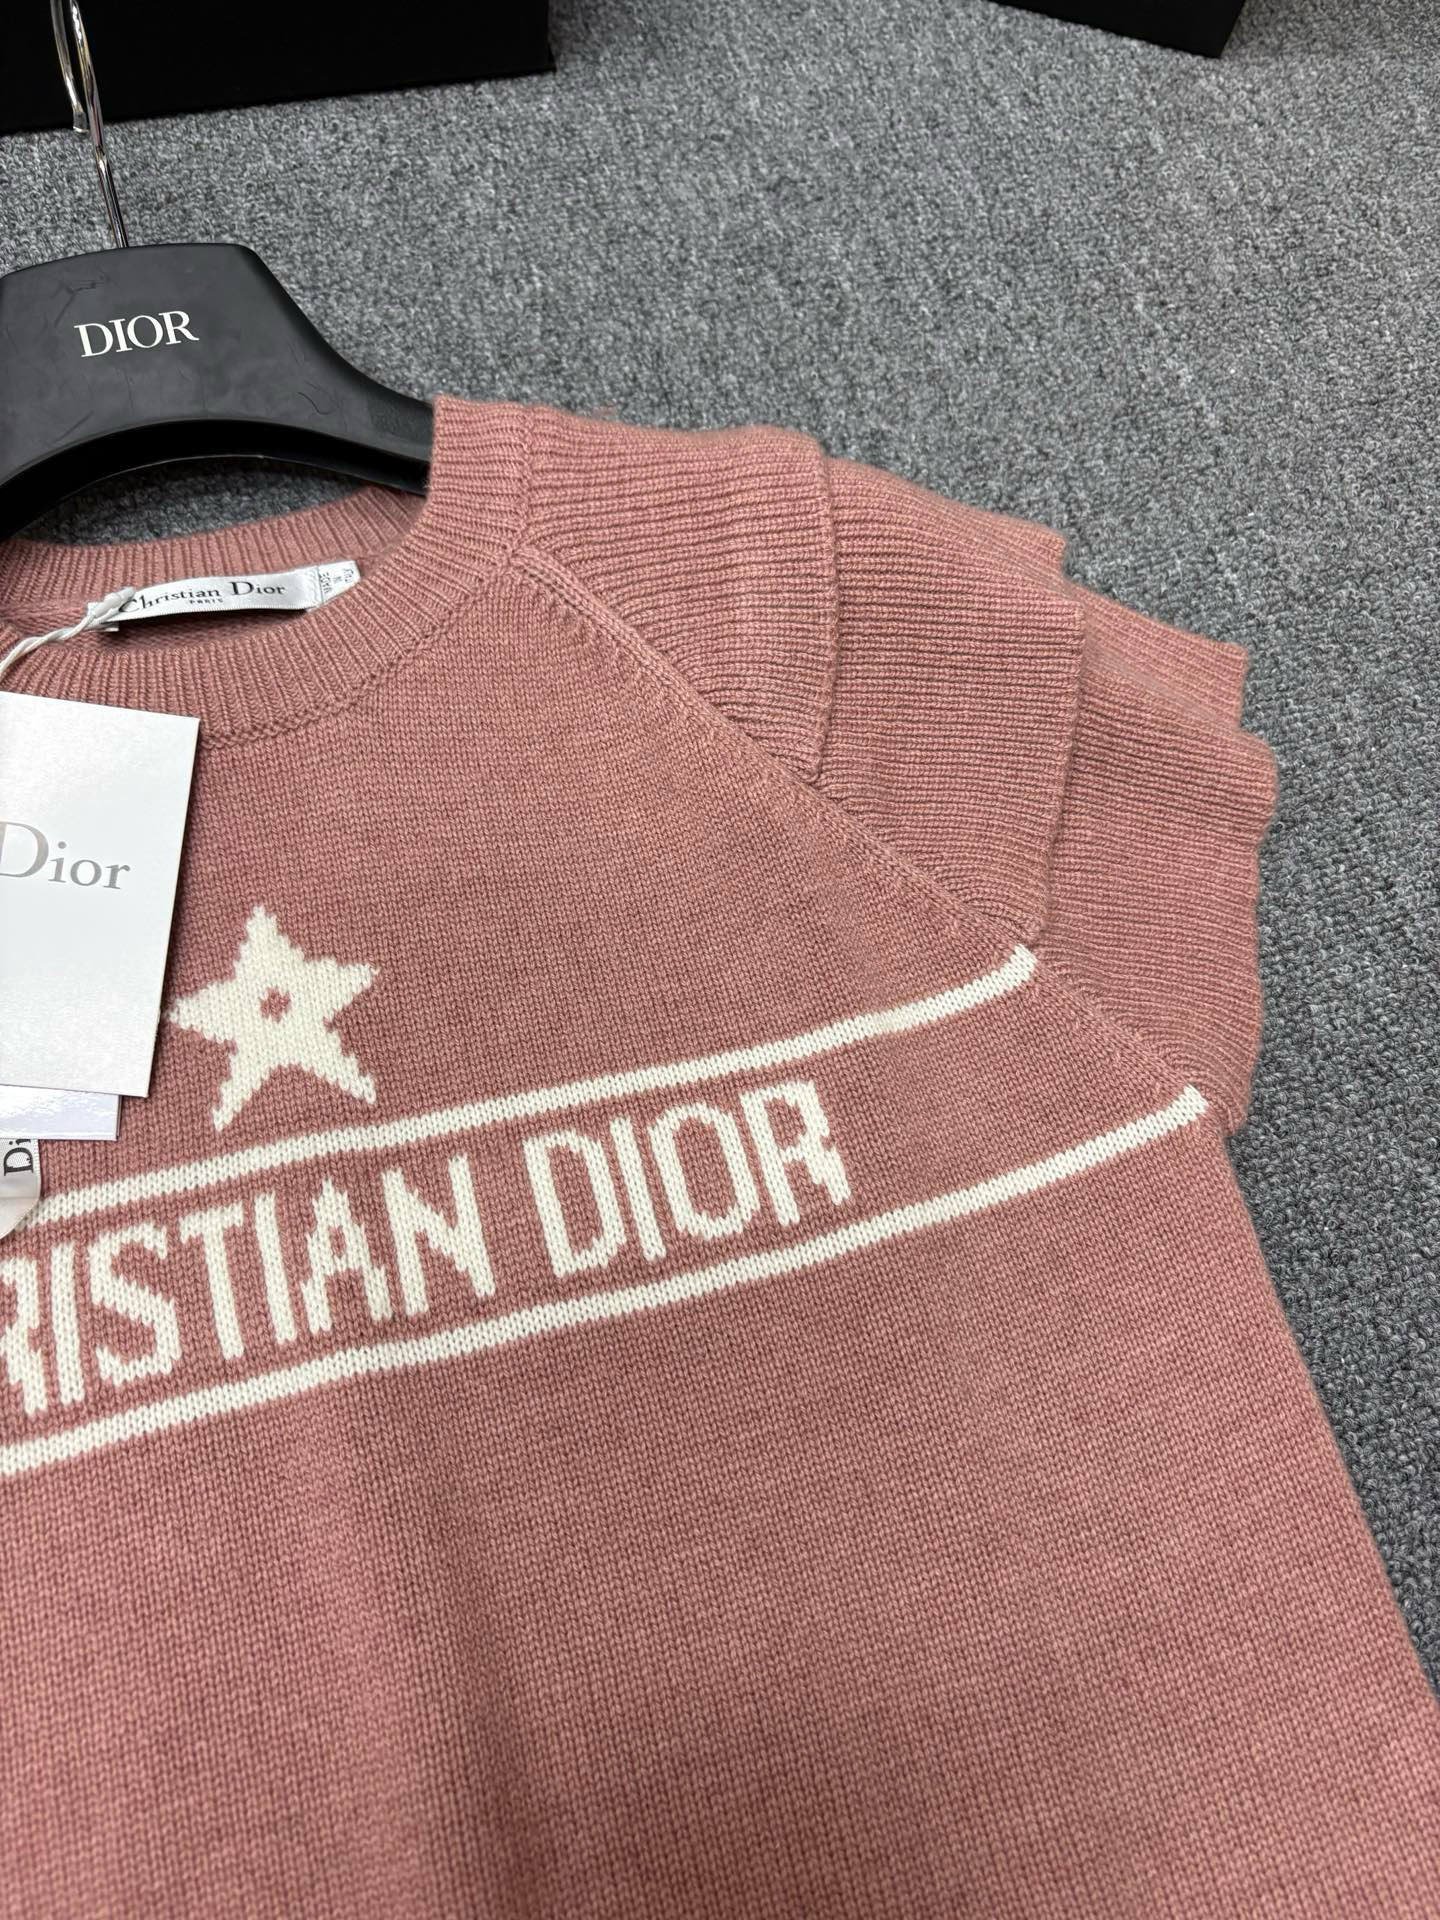 DIOR
Christian Dior
PARIS
Dior
RISTIAN DIOR